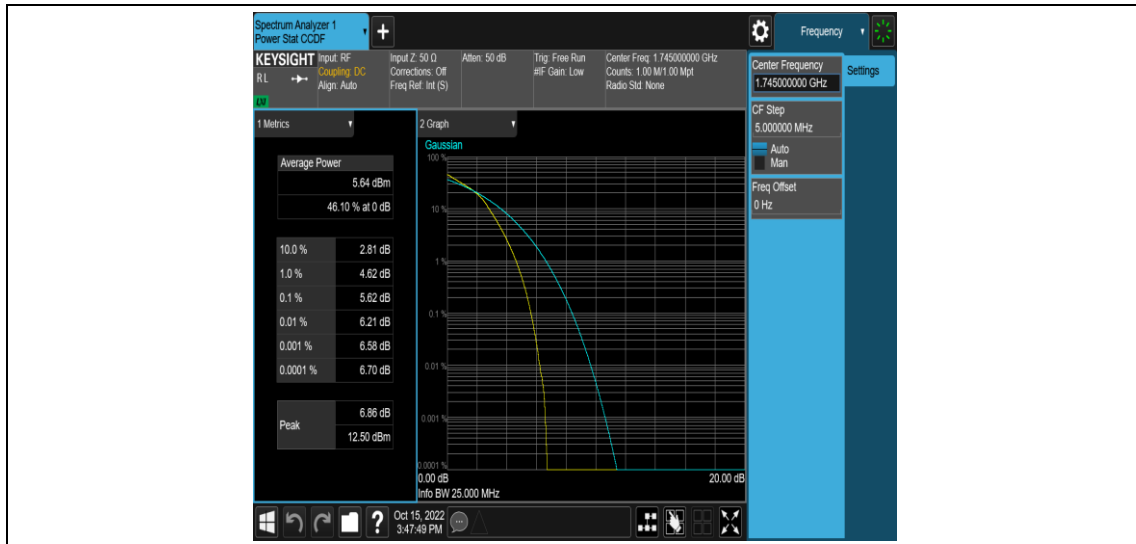 Spectrum Analyzer 1
Power Stat CCDF
+
Frequency
KEYSIGHT
RL
LXI
Input: RF
Coupling: DC
Align: Auto
Input Z: 50 Ω
Corrections: Off
Freq Ref: Int (S)
Atten: 50 dB
Trig: Free Run
#IF Gain: Low
Center Freq: 1.745000000 GHz
Counts: 1.00 M/1.00 Mpt
Radio Std: None
Center Frequency
1.745000000 GHz
Settings
CF Step
5.000000 MHz
Auto
Man
Freq Offset
0 Hz
1 Metrics
Average Power
5.64 dBm
46.10 % at 0 dB
10.0 % 2.81 dB
1.0 % 4.62 dB
0.1 % 5.62 dB
0.01 % 6.21 dB
0.001 % 6.58 dB
0.0001 % 6.70 dB
Peak
6.86 dB
12.50 dBm
2 Graph
Gaussian
100 %
10 %
1 %
0.1 %
0.01 %
0.001 %
0.0001 %
0.00 dB 20.00 dB
Info BW 25.000 MHz
?
Oct 15, 2022
3:47:49 PM